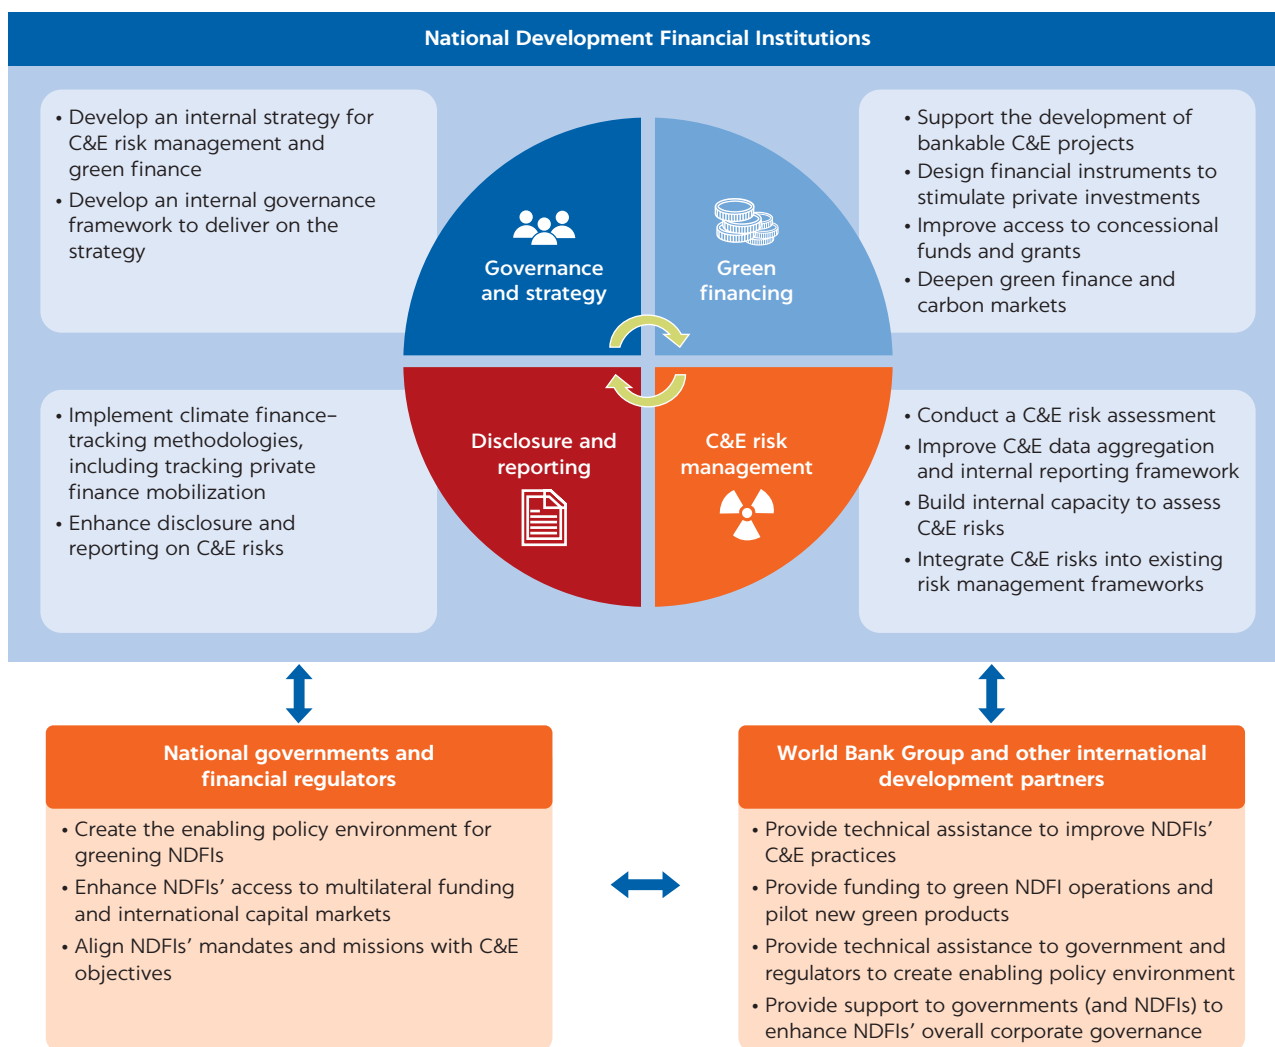 National Development Financial Institutions
• Develop an internal strategy for
C&E risk management and
green finance
• Develop an internal governance
framework to deliver on the
strategy
Governance
and strategy
Green
financing
• Support the development of
bankable C&E projects
• Design financial instruments to
stimulate private investments
• Improve access to concessional
funds and grants
• Deepen green finance and
carbon markets
• Implement climate finance–
tracking methodologies,
including tracking private
finance mobilization
• Enhance disclosure and
reporting on C&E risks
Disclosure and
reporting
C&E risk
management
• Conduct a C&E risk assessment
• Improve C&E data aggregation
and internal reporting framework
• Build internal capacity to assess
C&E risks
• Integrate C&E risks into existing
risk management frameworks
National governments and
financial regulators
• Create the enabling policy environment for
greening NDFIs
• Enhance NDFIs’ access to multilateral funding
and international capital markets
• Align NDFIs’ mandates and missions with C&E
objectives
World Bank Group and other international
development partners
• Provide technical assistance to improve NDFIs’
C&E practices
• Provide funding to green NDFI operations and
pilot new green products
• Provide technical assistance to government and
regulators to create enabling policy environment
• Provide support to governments (and NDFIs) to
enhance NDFIs’ overall corporate governance